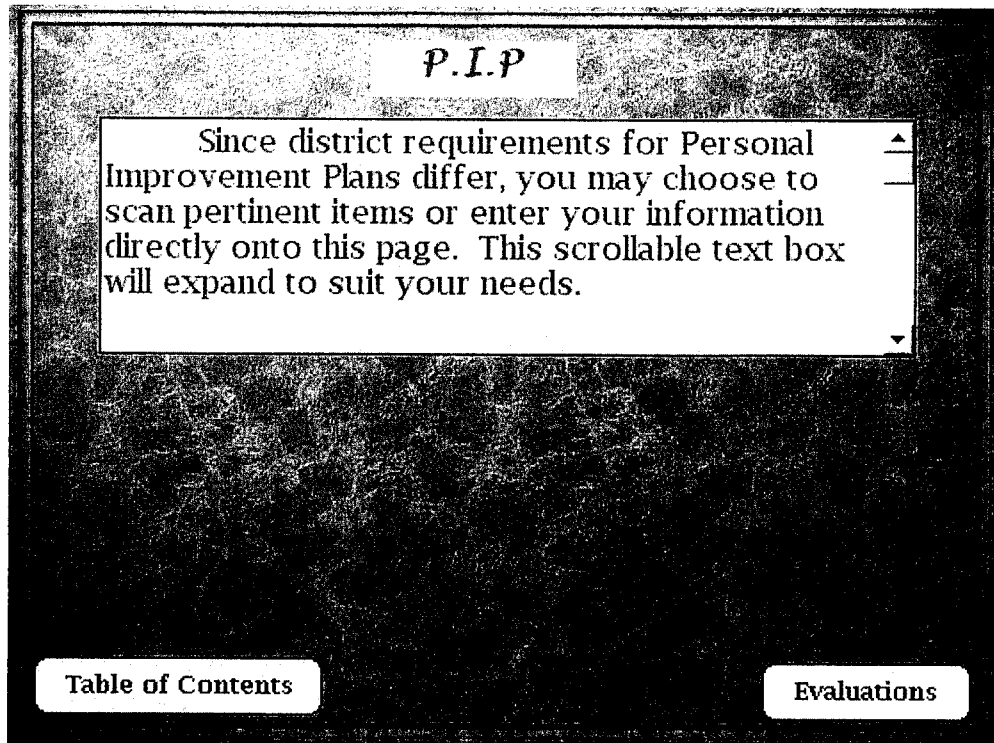 P.I.P
Since district requirements for Personal
Improvement Plans differ, you may choose to
scan pertinent items or enter your information
directly onto this page. This scrollable text box
will expand to suit your needs.
Table of Contents
Evaluations